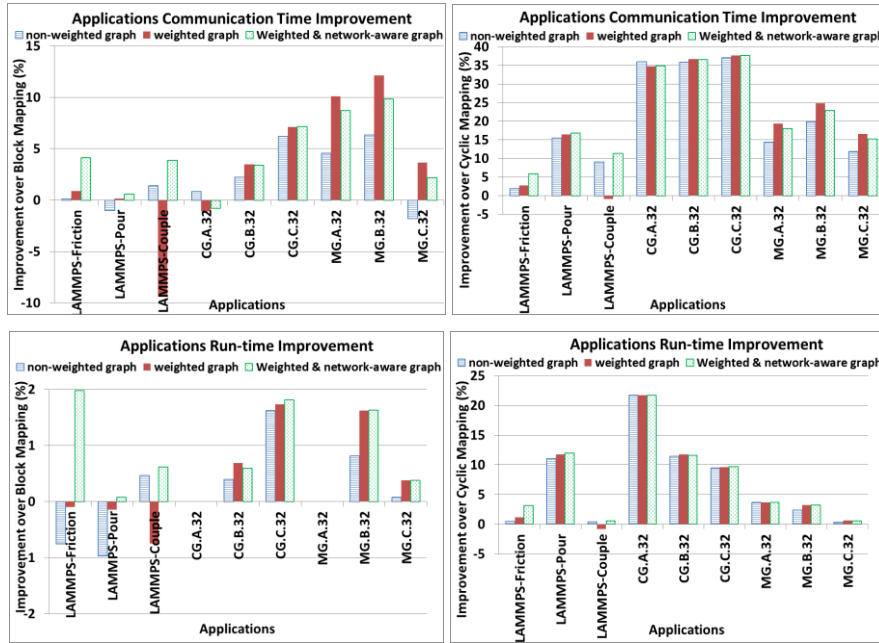 Applications Communication Time Improvement
non-weighted graph weighted graph Weighted & network-aware graph
Improvement over Block Mapping (%)
15
10
5
0
-5
-10
LAMMPS-Friction
LAMMPS-Pour
LAMMPS-Couple
CG.A.32
CG.B.32
CG.C.32
MG.A.32
MG.B.32
MG.C.32
Applications
Applications Communication Time Improvement
non-weighted graph weighted graph Weighted & network-aware graph
Improvement over Cyclic Mapping (%)
40
35
30
25
20
15
10
5
0
-5
LAMMPS-Friction
LAMMPS-Pour
LAMMPS-Couple
CG.A.32
CG.B.32
CG.C.32
MG.A.32
MG.B.32
MG.C.32
Applications
Applications Run-time Improvement
non-weighted graph weighted graph Weighted & network-aware graph
Improvement over Block Mapping (%)
2
1
0
-1
-2
LAMMPS-Friction
LAMMPS-Pour
LAMMPS-Couple
CG.A.32
CG.B.32
CG.C.32
MG.A.32
MG.B.32
MG.C.32
Applications
Applications Run-time Improvement
non-weighted graph weighted graph Weighted & network-aware graph
Improvement over Cyclic Mapping (%)
25
20
15
10
5
0
-5
LAMMPS-Friction
LAMMPS-Pour
LAMMPS-Couple
CG.A.32
CG.B.32
CG.C.32
MG.A.32
MG.B.32
MG.C.32
Applications